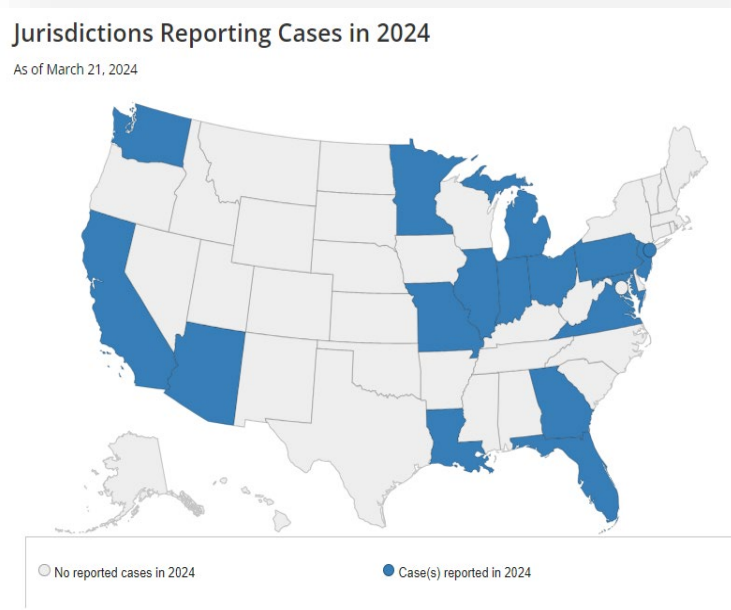 Jurisdictions Reporting Cases in 2024
As of March 21, 2024
No reported cases in 2024
Case(s) reported in 2024